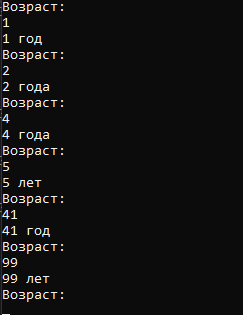 Возраст:
1
1 год
Возраст:
2
2 года
Возраст:
4
4 года
Возраст:
5
5 лет
Возраст:
41
41 год
Возраст:
99
99 лет
Возраст: